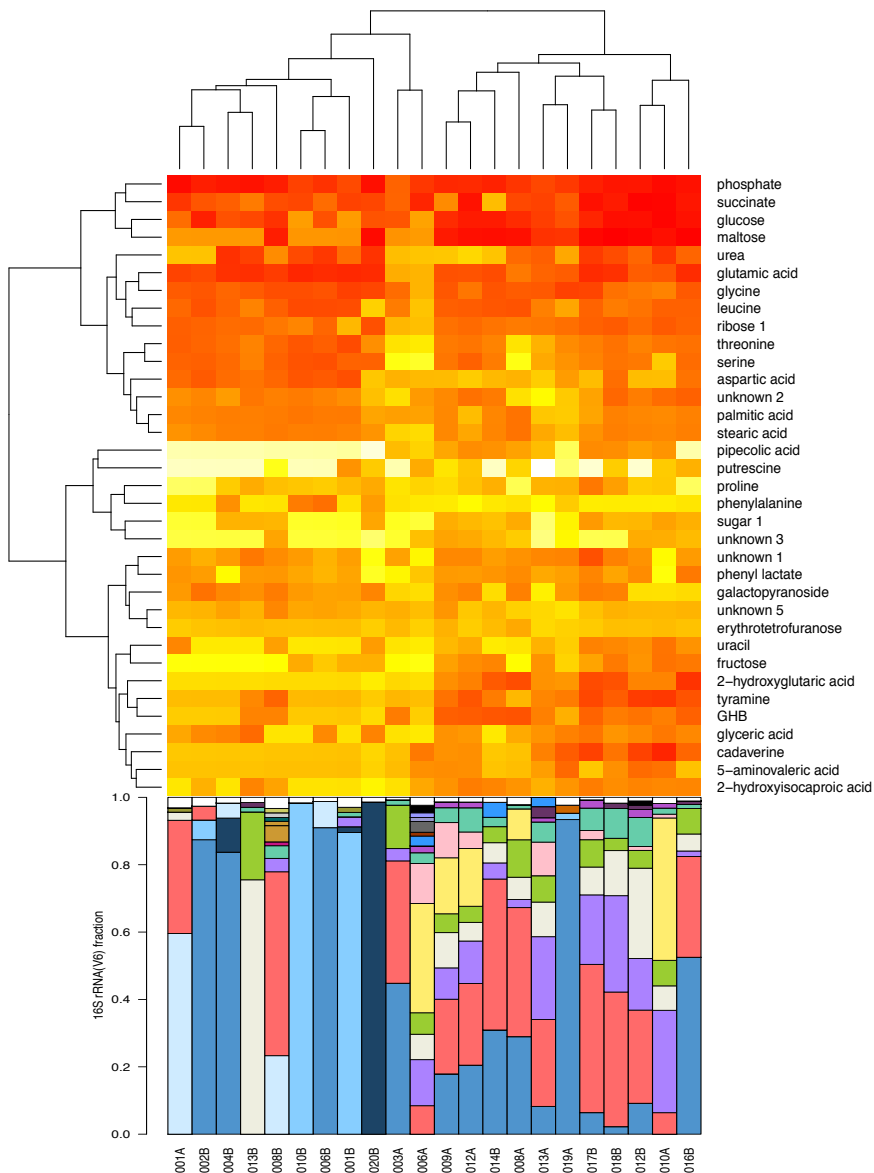 phosphate
succinate
glucose
maltose
urea
glutamic acid
glycine
leucine
ribose 1
threonine
serine
aspartic acid
unknown 2
palmitic acid
stearic acid
pipecolic acid
putrescine
proline
phenylalanine
sugar 1
unknown 3
unknown 1
phenyl lactate
galactopyranoside
unknown 5
erythrotetrofuranose
uracil
fructose
2−hydroxyglutaric acid
tyramine
GHB
glyceric acid
cadaverine
5−aminovaleric acid
2−hydroxyisocaproic acid
1.0
0.8
0.6
0.4
0.2
0.0
16S rRNA(V6) fraction
001A 002B 004B 013B 008B 010B 006B 001B 020B 003A 006A 009A 012A 014B 008A 013A 019A 017B 018B 012B 010A 016B